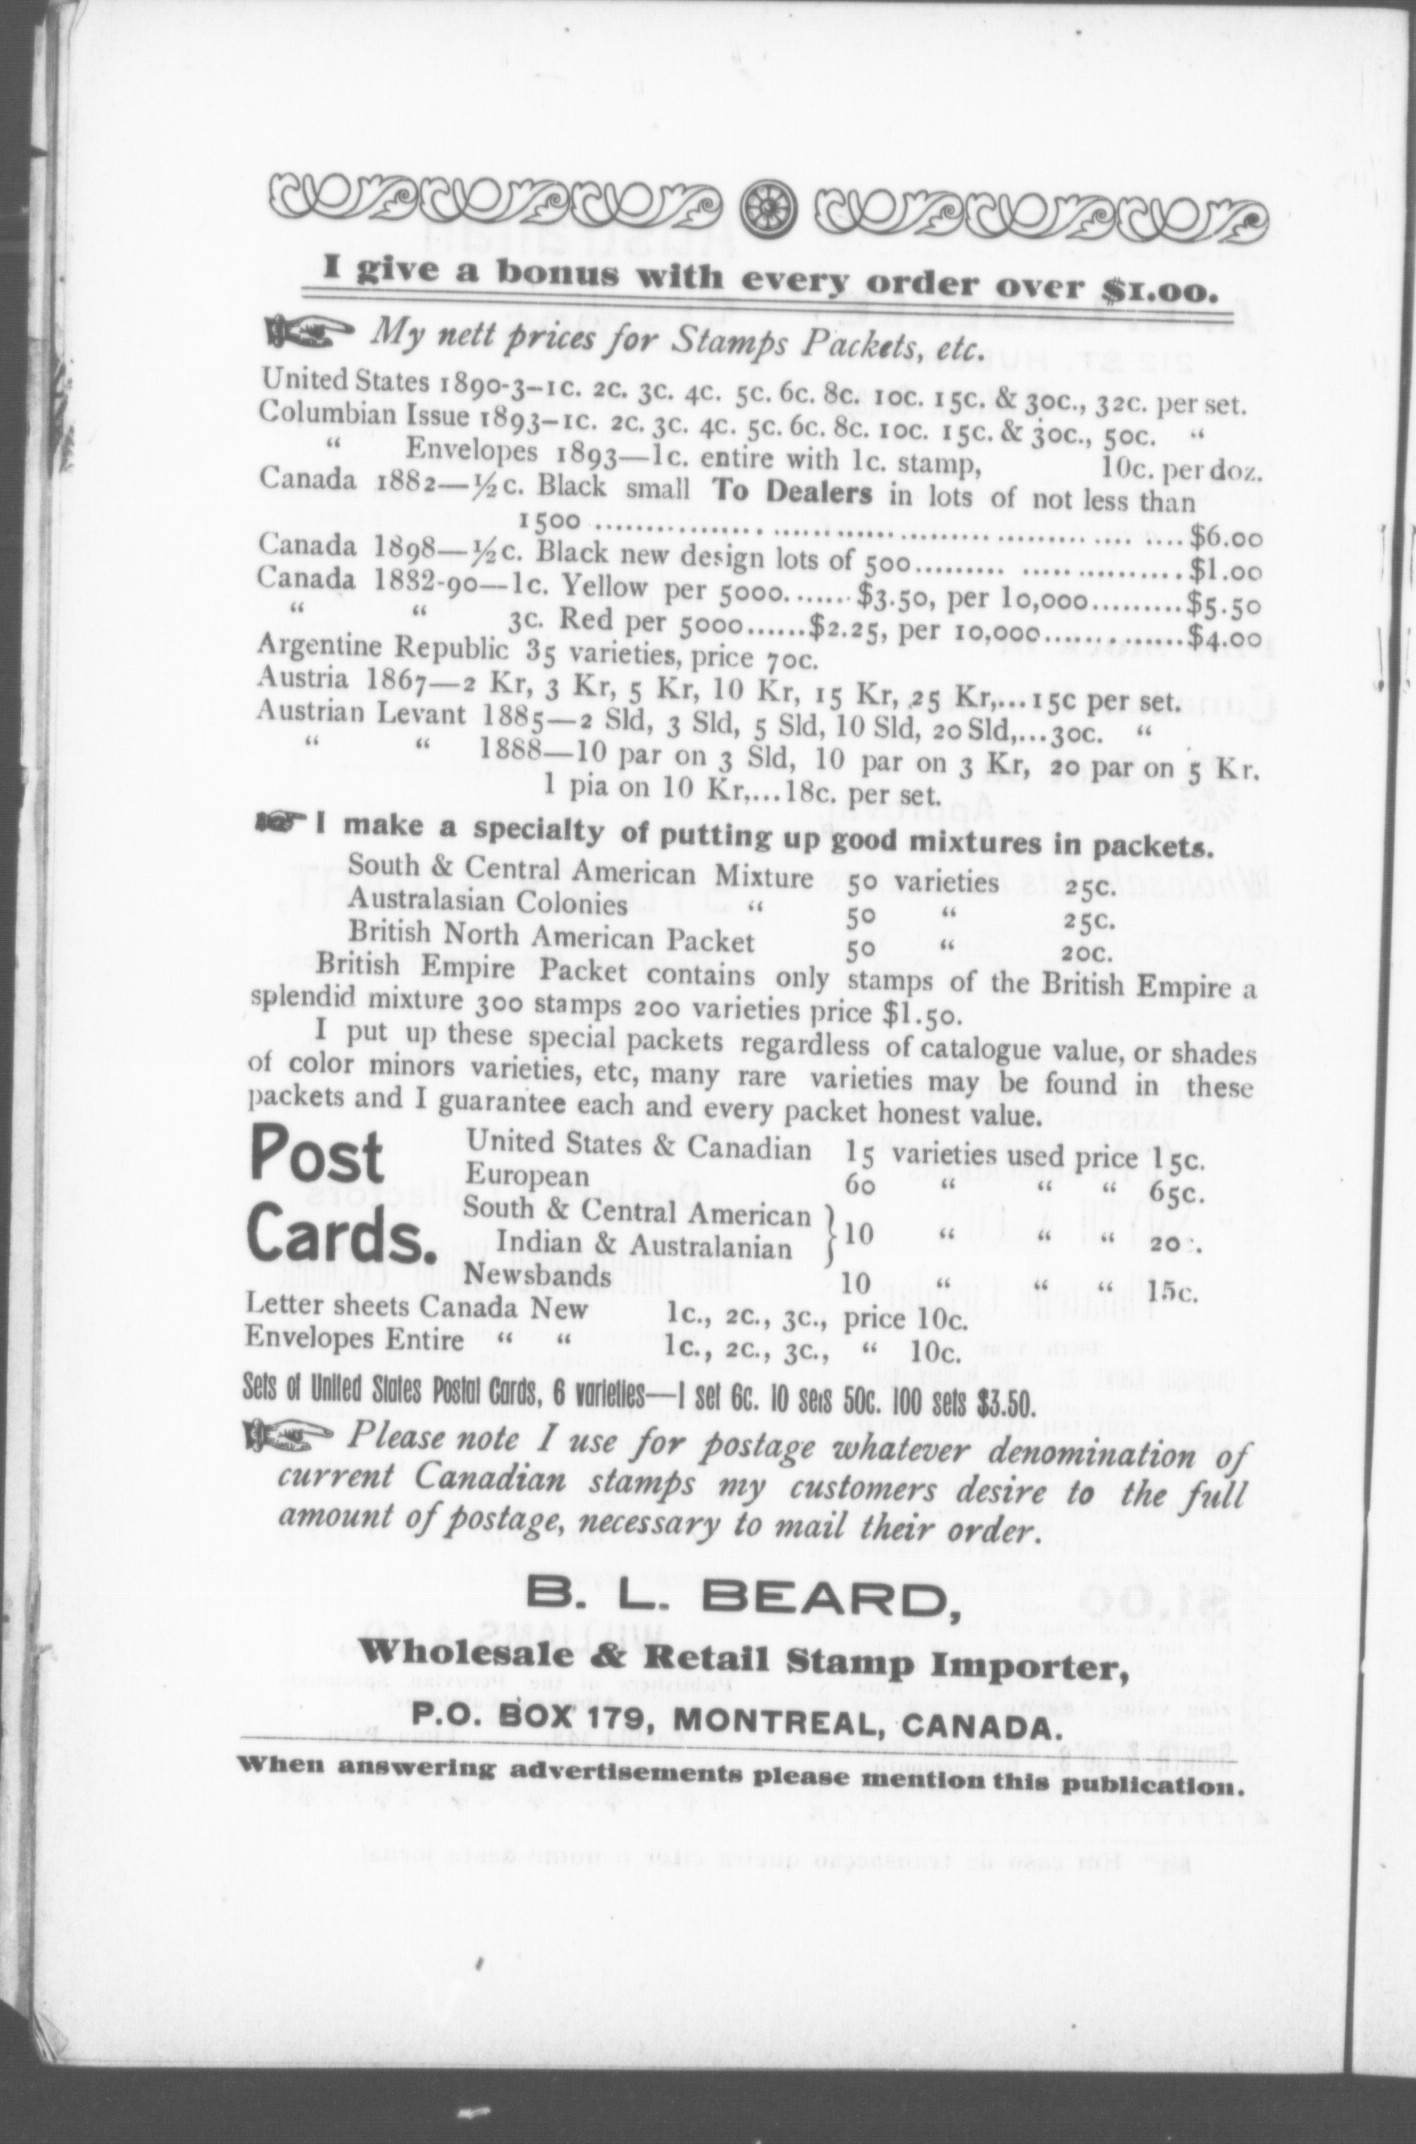 I give a bonus with every order over $1.00.
My nett prices for Stamps Packets, etc.
United States 1890-3—1c. 2c. 3c. 4c. 5c. 6c. 8c. 10c. 15c. & 30c., 32c. per set.
Columbian Issue 1893—1c. 2c. 3c. 4c. 5c. 6c. 8c. 10c. 15c. & 30c., 50c. “
“ Envelopes 1893—1c. entire with 1c. stamp, 10c. per doz.
Canada 1882—½c. Black small To Dealers in lots of not less than
1500 ........................................................ $6.00
Canada 1898—½c. Black new design lots of 500......................... $1.00
Canada 1882-90—1c. Yellow per 5000.......$3.50, per 10,000.........$5.50
“ “ 3c. Red per 5000......$2.25, per 10,000..............$4.00
Argentine Republic 35 varieties, price 70c.
Austria 1867—2 Kr, 3 Kr, 5 Kr, 10 Kr, 15 Kr, 25 Kr,...15c per set.
Austrian Levant 1885—2 Sld, 3 Sld, 5 Sld, 10 Sld, 20 Sld,...30c. “
“ “ 1888—10 par on 3 Sld, 10 par on 3 Kr, 20 par on 5 Kr.
1 pia on 10 Kr,...18c. per set.
I make a specialty of putting up good mixtures in packets.
South & Central American Mixture 50 varieties 25c.
Australasian Colonies “ 50 “ 25c.
British North American Packet 50 “ 20c.
British Empire Packet contains only stamps of the British Empire a
splendid mixture 300 stamps 200 varieties price $1.50.
I put up these special packets regardless of catalogue value, or shades
of color minors varieties, etc, many rare varieties may be found in these
packets and I guarantee each and every packet honest value.
Post
Cards.
United States & Canadian 15 varieties used price 15c.
European 60 “ “ “ 65c.
South & Central American
Indian & Australanian } 10 “ “ “ 20c.
Newsbands 10 “ “ “ 15c.
Letter sheets Canada New 1c., 2c., 3c., price 10c.
Envelopes Entire “ “ 1c., 2c., 3c., “ 10c.
Sets of United States Postal Cards, 6 varieties—1 set 6c. 10 sets 50c. 100 sets $3.50.
Please note I use for postage whatever denomination of
current Canadian stamps my customers desire to the full
amount of postage, necessary to mail their order.
B. L. BEARD,
Wholesale & Retail Stamp Importer,
P.O. BOX 179, MONTREAL, CANADA.
When answering advertisements please mention this publication.